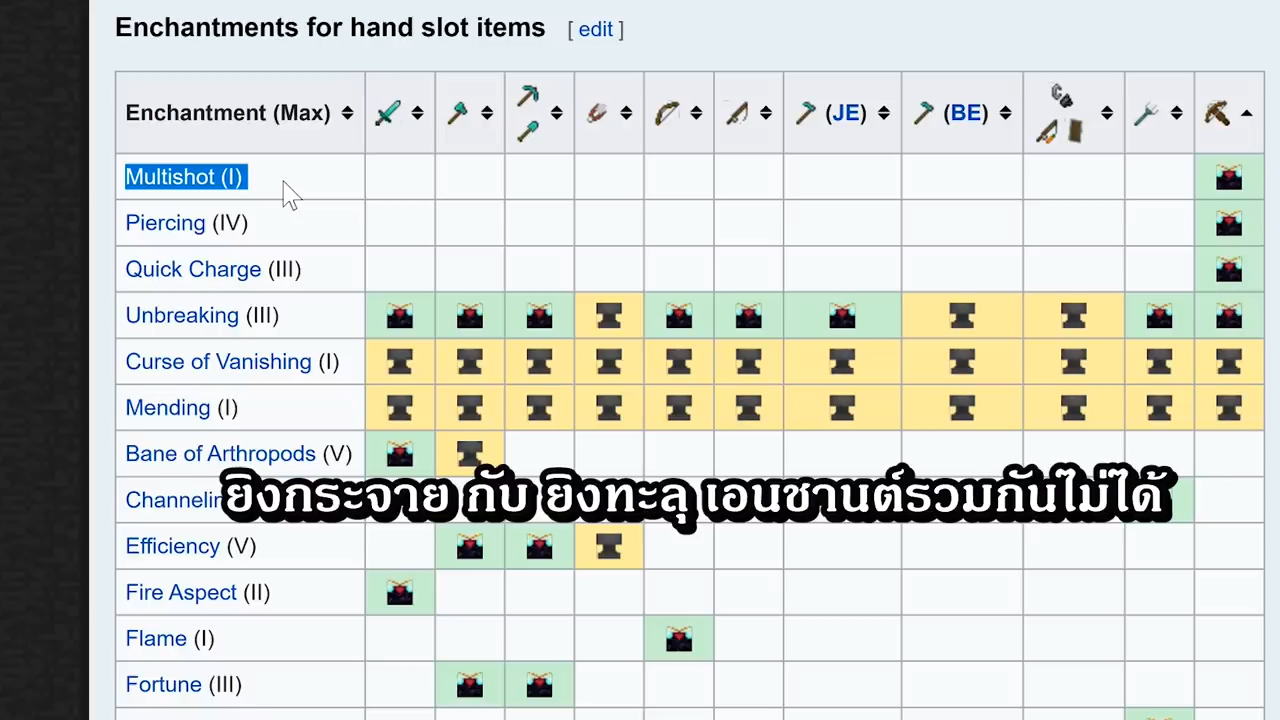 Enchantments for hand slot items [ edit ]
Enchantment (Max) (JE) (BE)
Multishot (I)
Piercing (IV)
Quick Charge (III)
Unbreaking (III)
Curse of Vanishing (I)
Mending (I)
Bane of Arthropods (V)
Channelin
ยิงกระจาย กับ ยิงทะลุ เอนชานต์รวมกันไม่ได้
Efficiency (V)
Fire Aspect (II)
Flame (I)
Fortune (III)